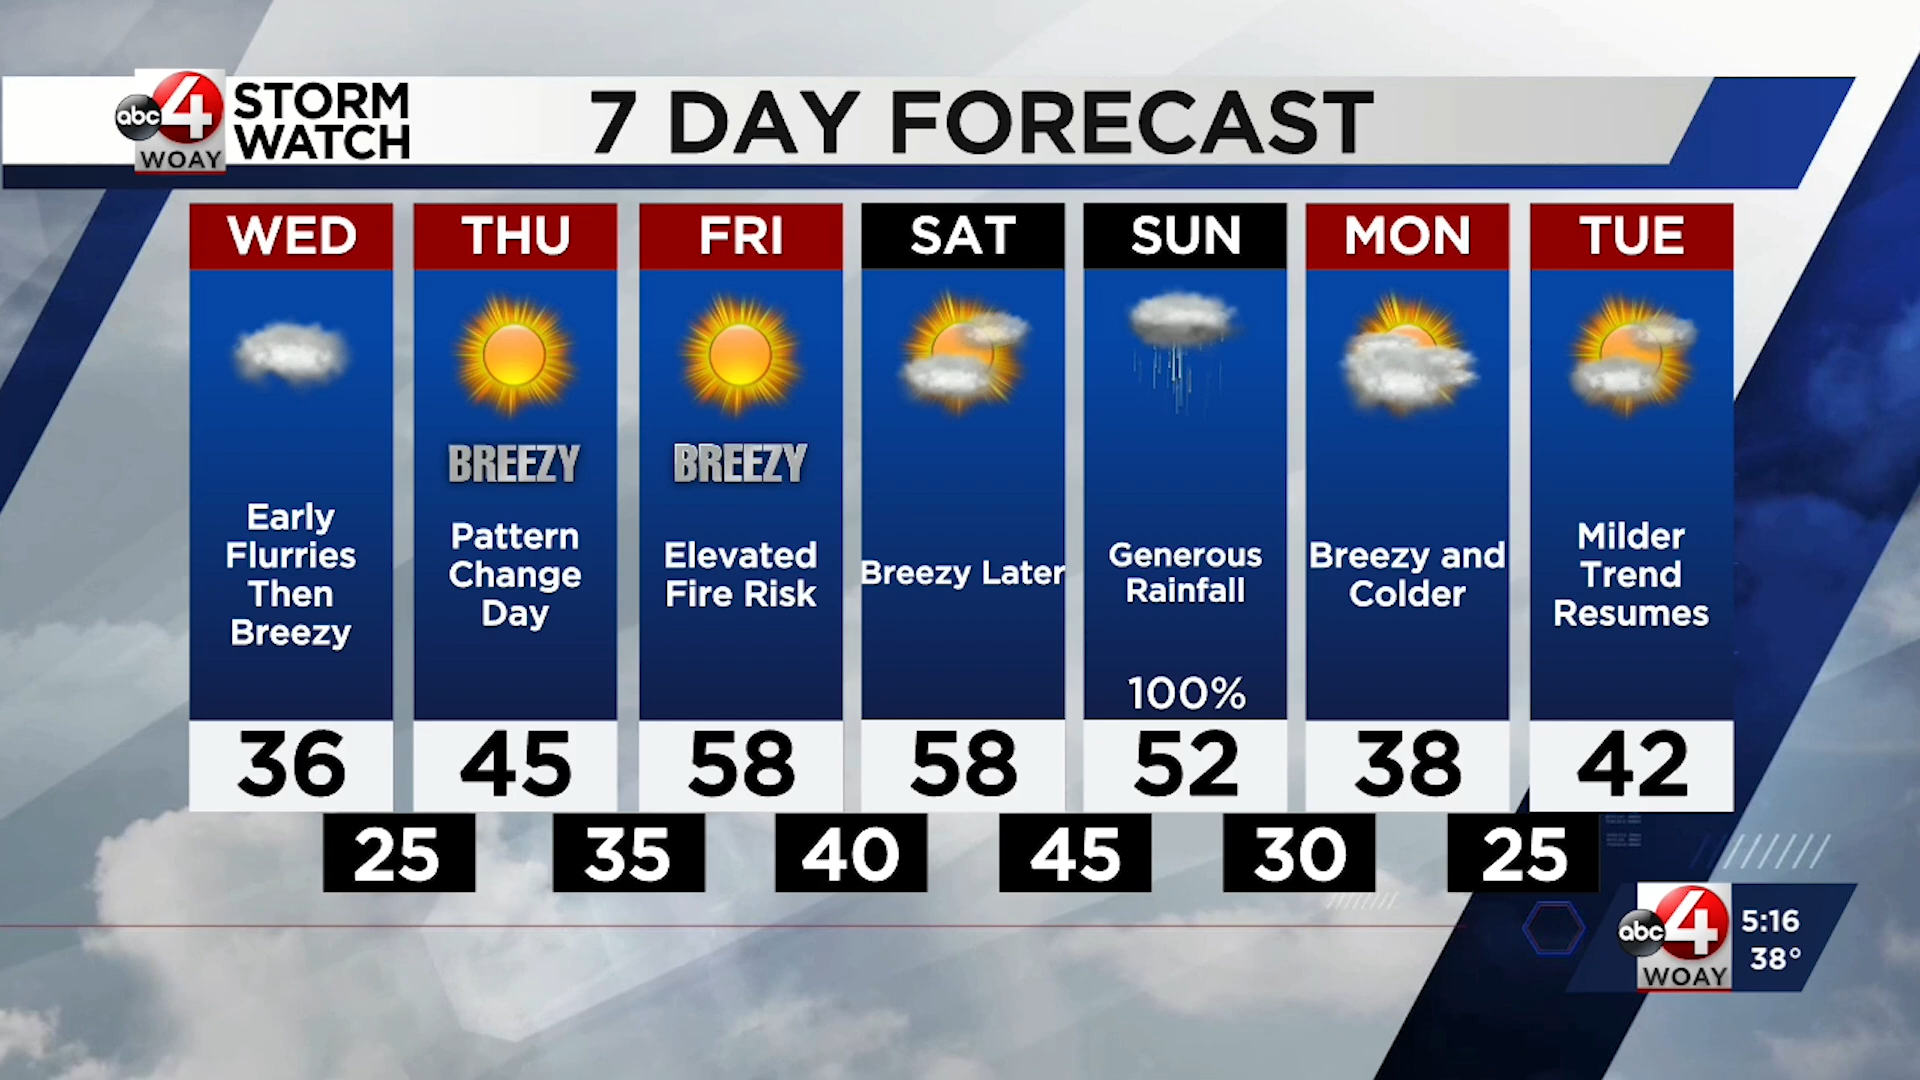 abc 4 WOAY
STORM
WATCH
7 DAY FORECAST
WED
Early
Flurries
Then
Breezy
36
THU
BREEZY
Pattern
Change
Day
45
FRI
BREEZY
Elevated
Fire Risk
58
SAT
Breezy Later
58
SUN
Generous
Rainfall
100%
52
MON
Breezy and
Colder
38
TUE
Milder
Trend
Resumes
42
25
35
40
45
30
25
abc 4 WOAY
5:16
38°